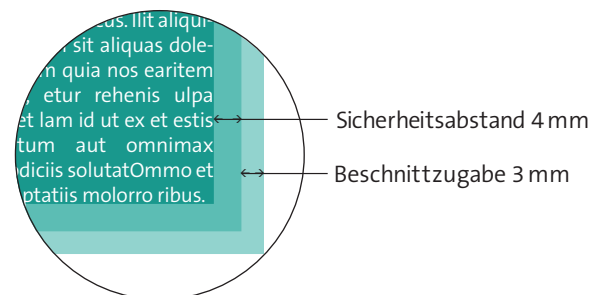 eus. Ilit aliqui-
sit aliquas dole-
quia nos earitem
etur rehenis ulpa
et lam id ut ex et estis
tum aut omnimax
diciis solutatOmmo et
ptatiis molorro ribus.
Sicherheitsabstand 4 mm
Beschnittzugabe 3 mm